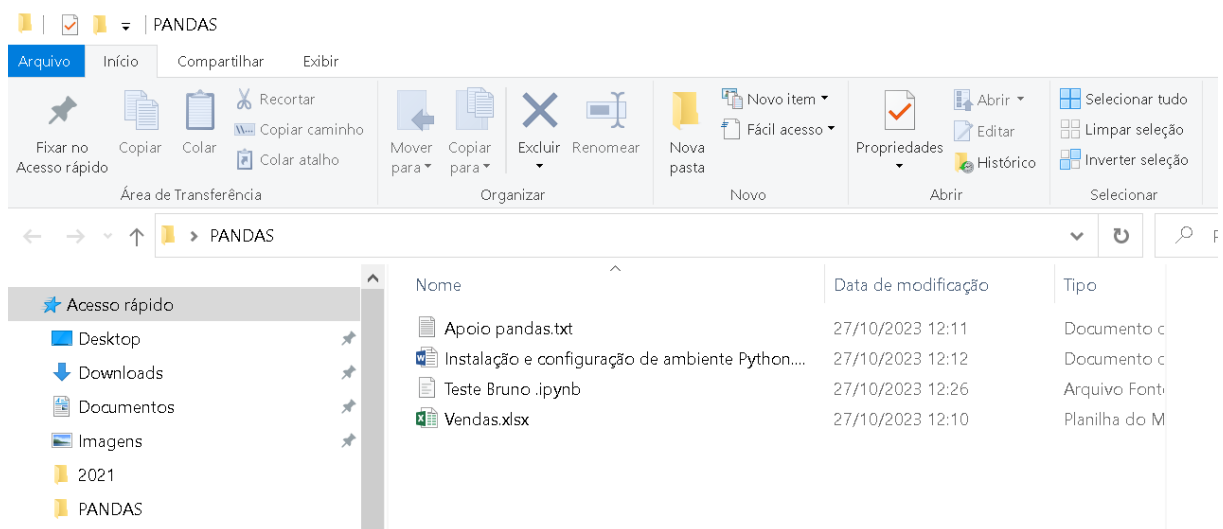 PANDAS
Arquivo Início Compartilhar Exibir
Fixar no Acesso rápido
Copiar
Colar
Recortar
Copiar caminho
Colar atalho
Área de Transferência
Mover para
Copiar para
Excluir
Renomear
Organizar
Nova pasta
Novo item
Fácil acesso
Novo
Propriedades
Abrir
Editar
Histórico
Abrir
Selecionar tudo
Limpar seleção
Inverter seleção
Selecionar
PANDAS
Acesso rápido
Desktop
Downloads
Documentos
Imagens
2021
PANDAS
Nome Data de modificação Tipo
Apoio pandas.txt 27/10/2023 12:11 Documento
Instalação e configuração de ambiente Python.... 27/10/2023 12:12 Documento
Teste Bruno .ipynb 27/10/2023 12:26 Arquivo
Vendas.xlsx 27/10/2023 12:10 Planilha do